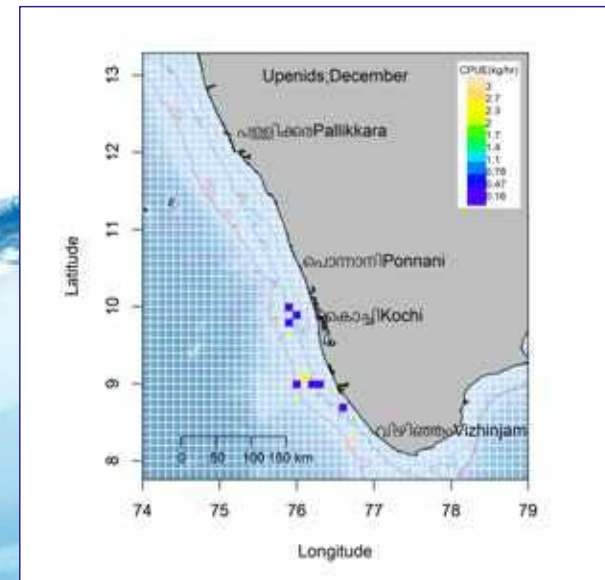 Upenids,December
CPUE(kg/hr)
3
2.7
2.3
2
1.7
1.4
1.1
0.78
0.47
0.16
പള്ളിക്കരPallikkara
പൊന്നാനിPonnani
കൊച്ചിKochi
വിഴിഞ്ഞംVizhinjam
13
12
11
10
9
8
Latitude
0 50 100 150 km
74 75 76 77 78 79
Longitude